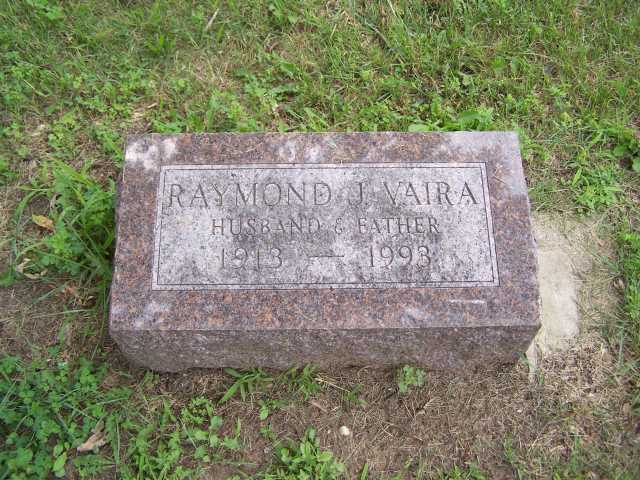 RAYMOND J. VAIRA
HUSBAND & FATHER
1913 — 1993